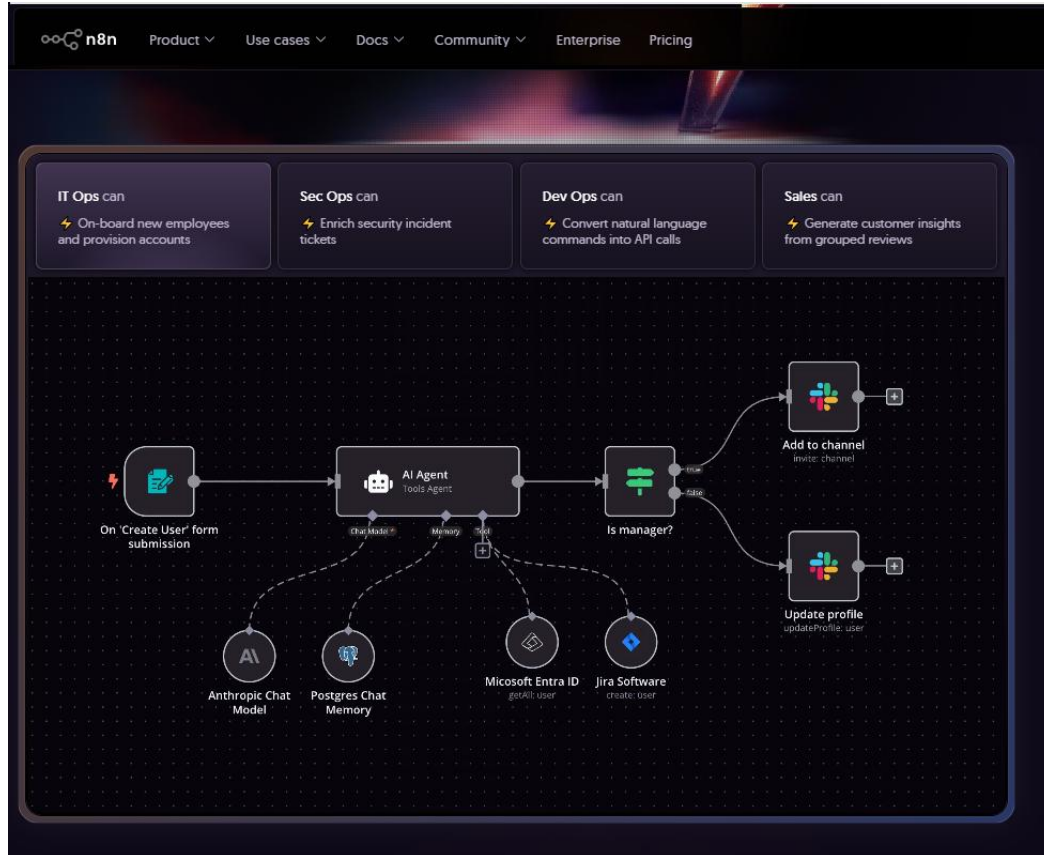 n8n Product Use cases Docs Community Enterprise Pricing
IT Ops can
⚡ On-board new employees
and provision accounts
Sec Ops can
⚡ Enrich security incident
tickets
Dev Ops can
⚡ Convert natural language
commands into API calls
Sales can
⚡ Generate customer insights
from grouped reviews
On 'Create User' form
submission
AI Agent
Tools Agent
Chat Model *
Memory
Tool
Anthropic Chat
Model
Postgres Chat
Memory
Micosoft Entra ID
getAll: user
Jira Software
create: user
Is manager?
true
false
Add to channel
invite: channel
Update profile
updateProfile: user